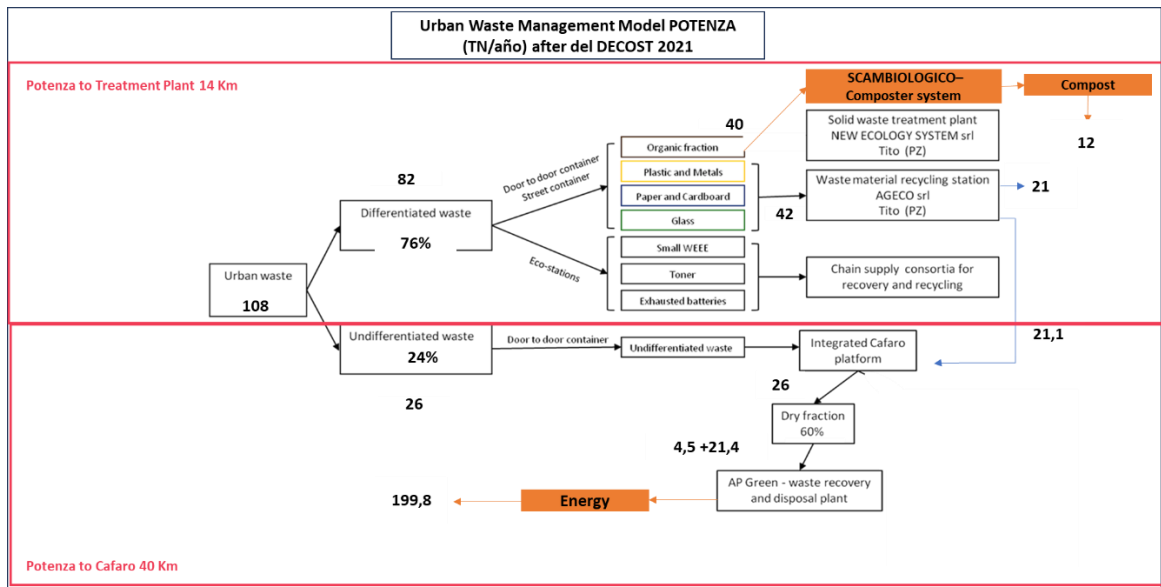 Urban Waste Management Model POTENZA
(TN/año) after del DECOST 2021
Potenza to Treatment Plant 14 Km
SCAMBIOLOGICO–
Composter system
Compost
12
40
Solid waste treatment plant
NEW ECOLOGY SYSTEM srl
Tito (PZ)
Organic fraction
Plastic and Metals
Paper and Cardboard
Glass
42
Waste material recycling station
AGECO srl
Tito (PZ)
21
Door to door container
Street container
82
Differentiated waste
76%
Eco-stations
Small WEEE
Toner
Exhausted batteries
Chain supply consortia for
recovery and recycling
Urban waste
108
Undifferentiated waste
24%
26
Door to door container
Undifferentiated waste
Integrated Cafaro
platform
21,1
26
Dry fraction
60%
4,5 +21,4
AP Green - waste recovery
and disposal plant
Energy
199,8
Potenza to Cafaro 40 Km